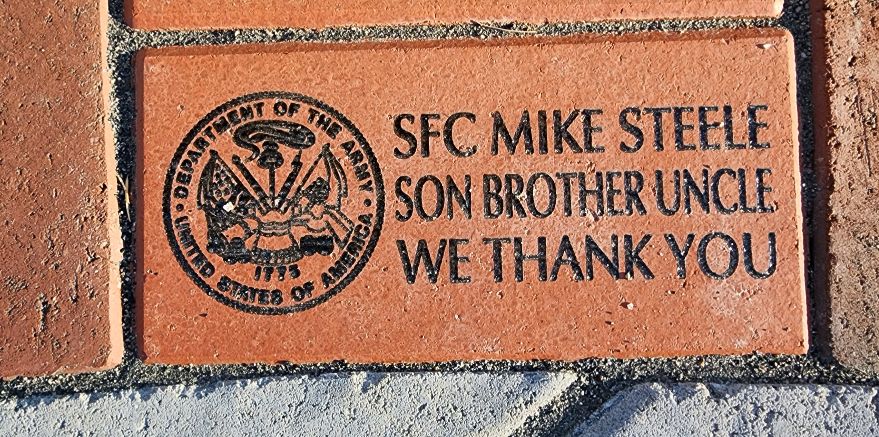 DEPARTMENT OF THE ARMY
UNITED STATES OF AMERICA
1775
SFC MIKE STEELE
SON BROTHER UNCLE
WE THANK YOU